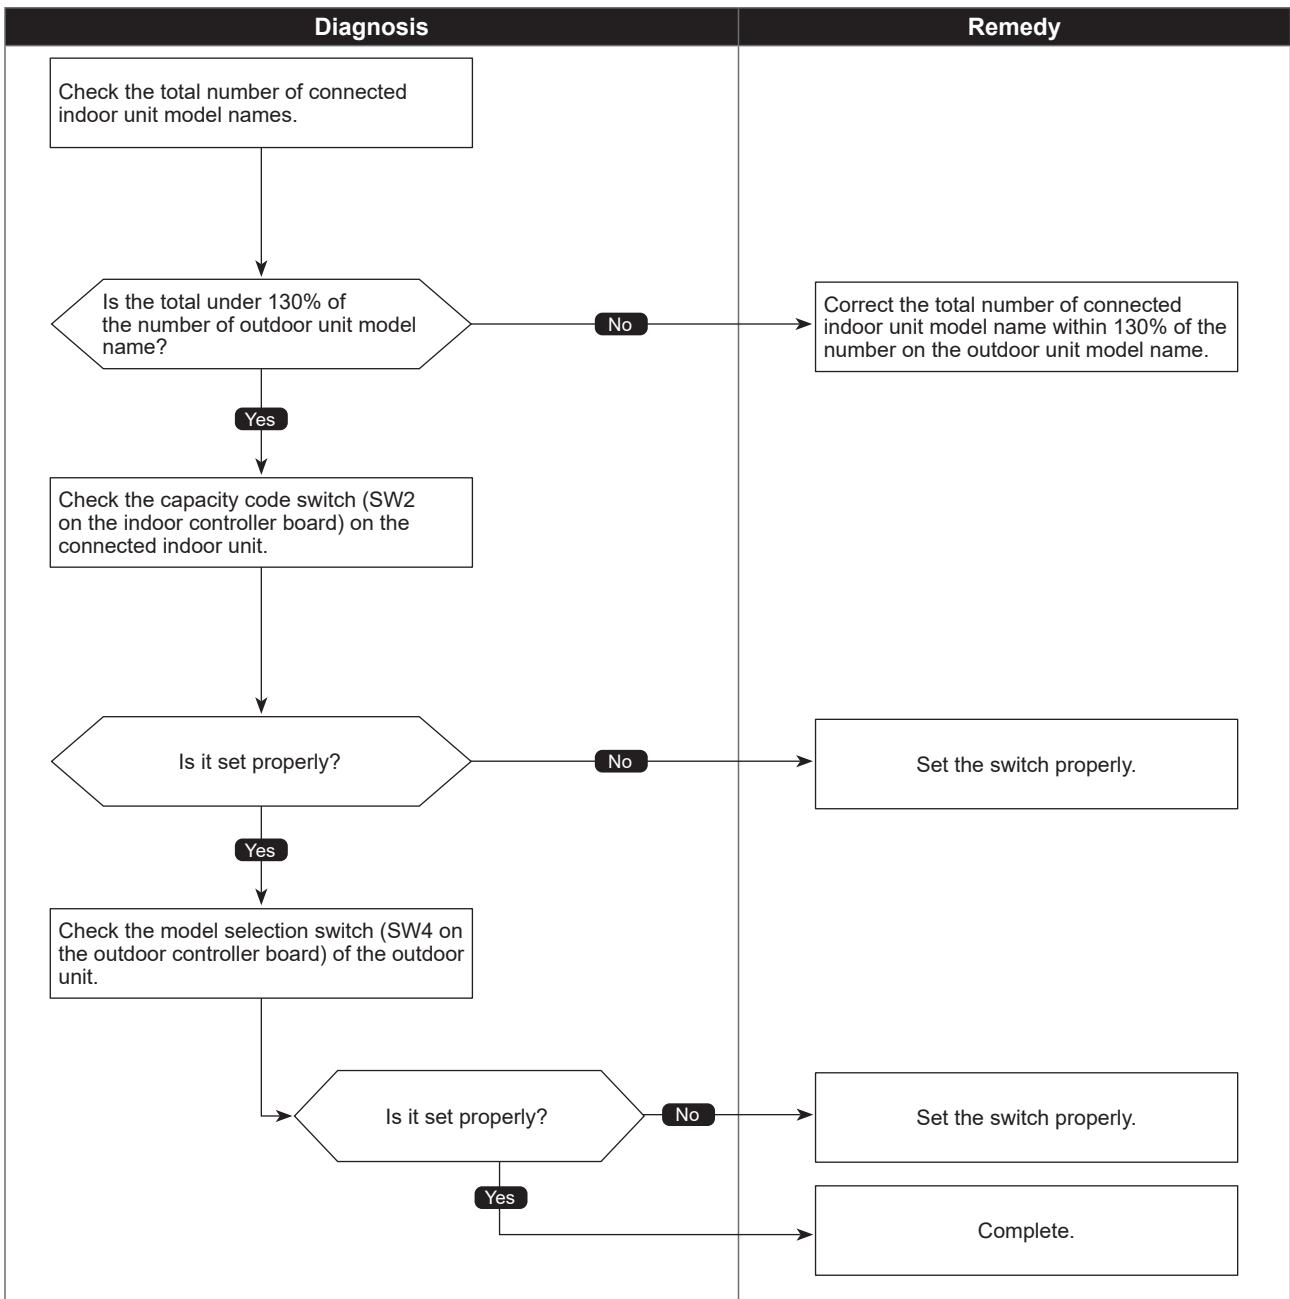 Diagnosis
Remedy
Check the total number of connected
indoor unit model names.
Is the total under 130% of
the number of outdoor unit model
name?
No
Correct the total number of connected
indoor unit model name within 130% of the
number on the outdoor unit model name.
Yes
Check the capacity code switch (SW2
on the indoor controller board) on the
connected indoor unit.
Is it set properly?
No
Set the switch properly.
Yes
Check the model selection switch (SW4 on
the outdoor controller board) of the outdoor
unit.
Is it set properly?
No
Set the switch properly.
Yes
Complete.